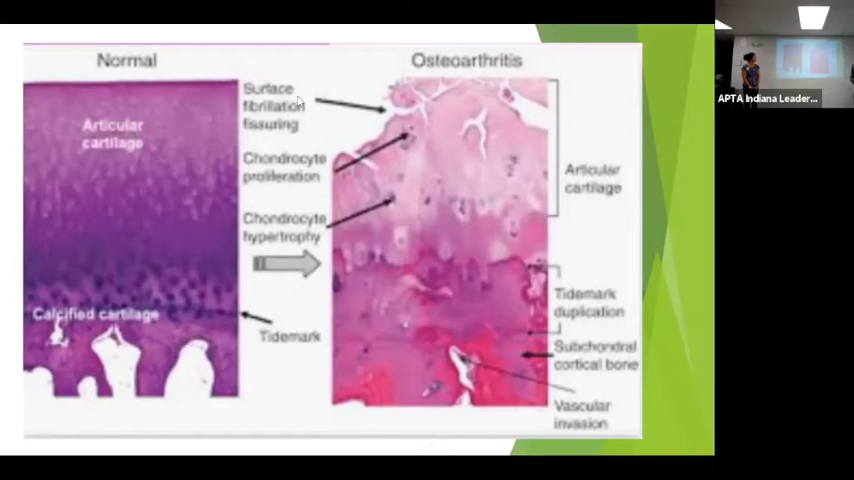 Normal
Osteoarthritis
Articular
cartilage
Calcified cartilage
Surface
fibrillation
fissuring
Chondrocyte
proliferation
Chondrocyte
hypertrophy
Tidemark
Articular
cartilage
Tidemark
duplication
Subchondral
cortical bone
Vascular
invasion
APTA Indiana Leader...